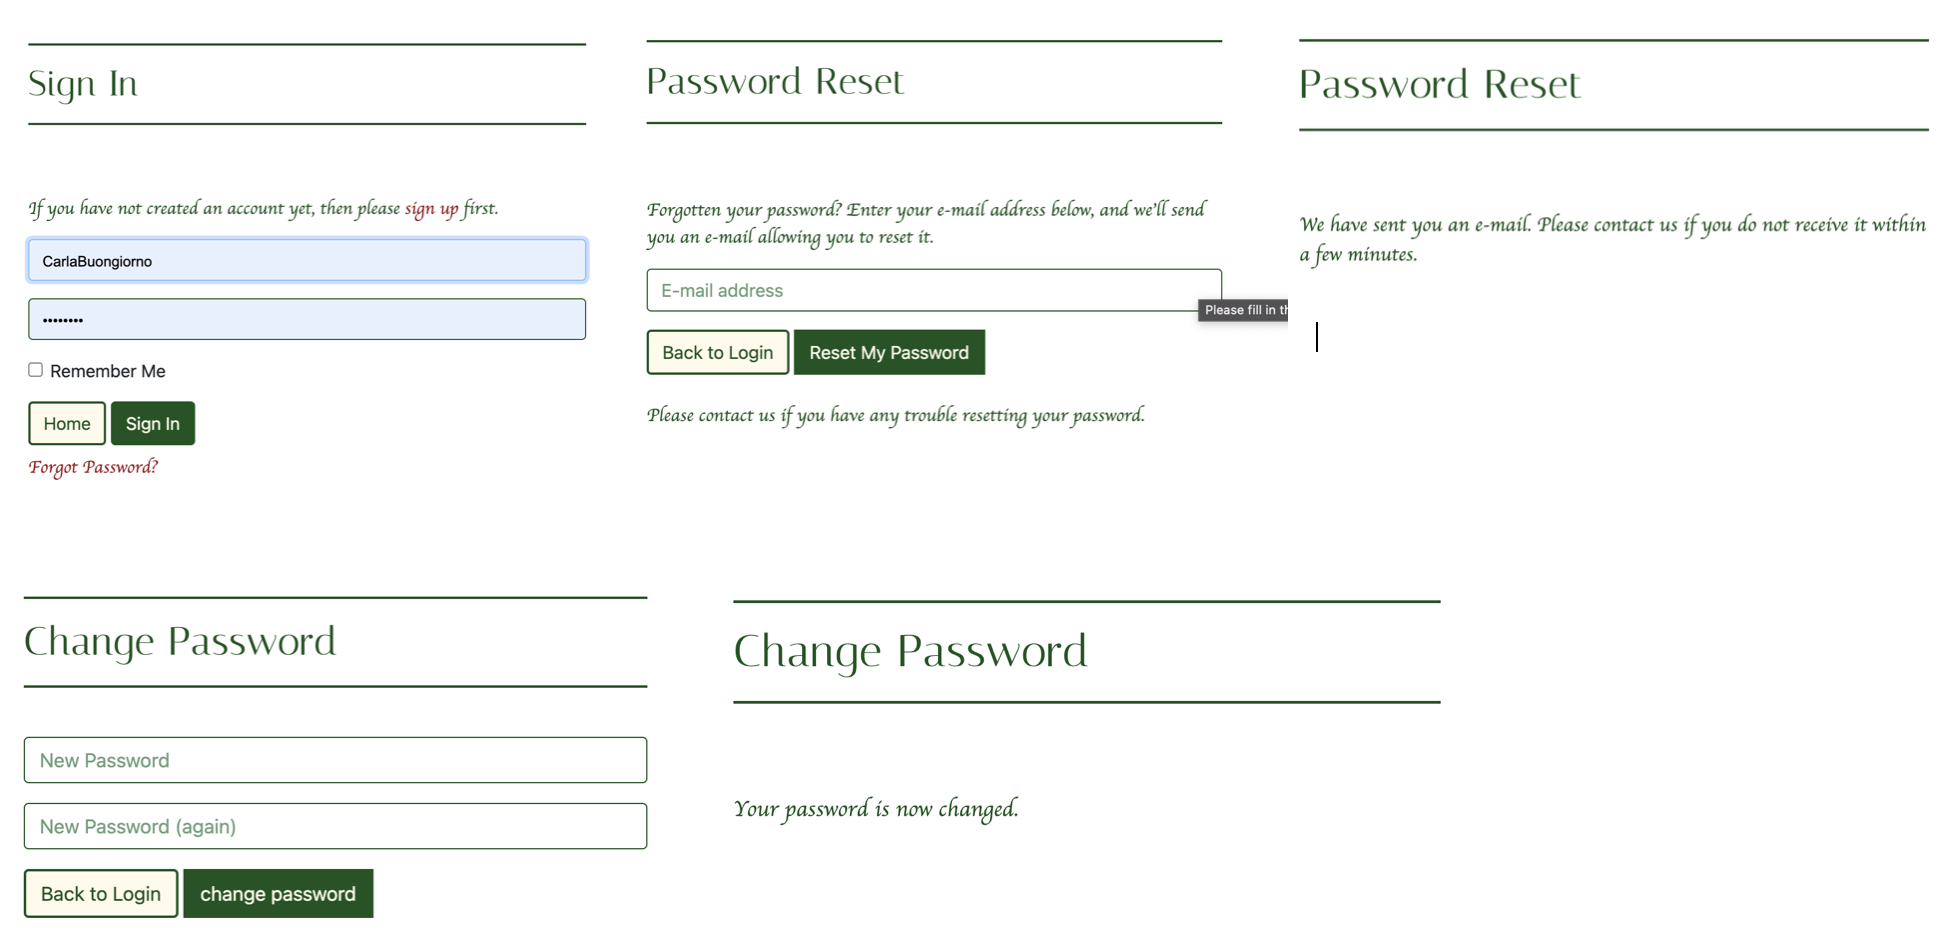 Sign In
If you have not created an account yet, then please sign up first.
CarlaBuongiorno
••••••••
Remember Me
Home
Sign In
Forgot Password?
Password Reset
Forgotten your password? Enter your e-mail address below, and we'll send
you an e-mail allowing you to reset it.
E-mail address
Please fill in th
Back to Login
Reset My Password
Please contact us if you have any trouble resetting your password.
Password Reset
We have sent you an e-mail. Please contact us if you do not receive it within
a few minutes.
Change Password
New Password
New Password (again)
Back to Login
change password
Change Password
Your password is now changed.